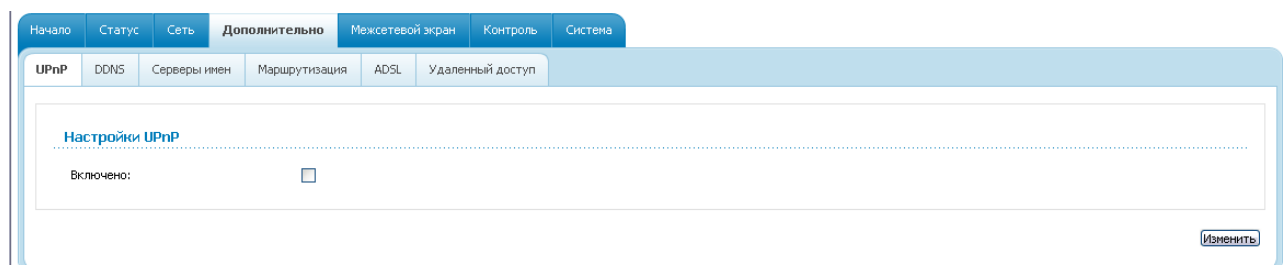 Начало Статус Сеть Дополнительно Межсетевой экран Контроль Система
UPnP DDNS Серверы имен Маршрутизация ADSL Удаленный доступ
Настройки UPnP
Включено:
Изменить